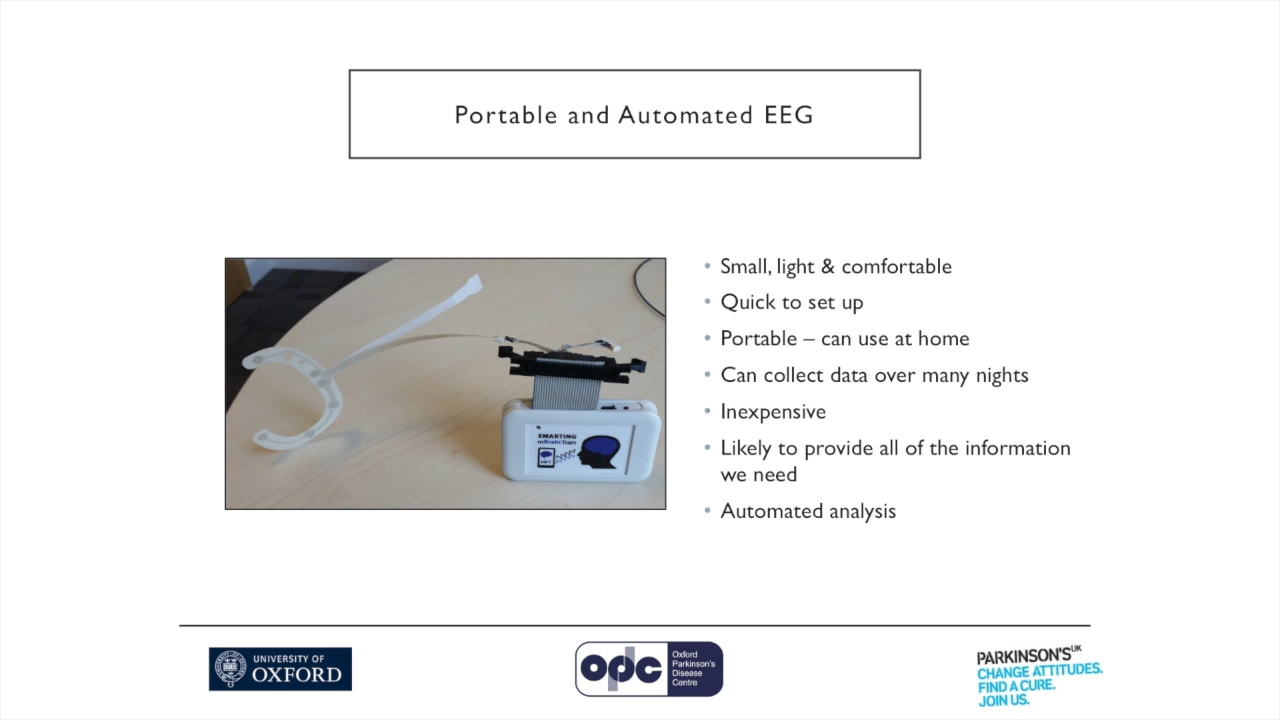 Portable and Automated EEG
• Small, light & comfortable
• Quick to set up
• Portable – can use at home
• Can collect data over many nights
• Inexpensive
• Likely to provide all of the information
we need
• Automated analysis
SMARTING
mBrainTrain
UNIVERSITY OF
OXFORD
opdc
Oxford
Parkinson's
Disease
Centre
PARKINSON'S UK
CHANGE ATTITUDES.
FIND A CURE.
JOIN US.